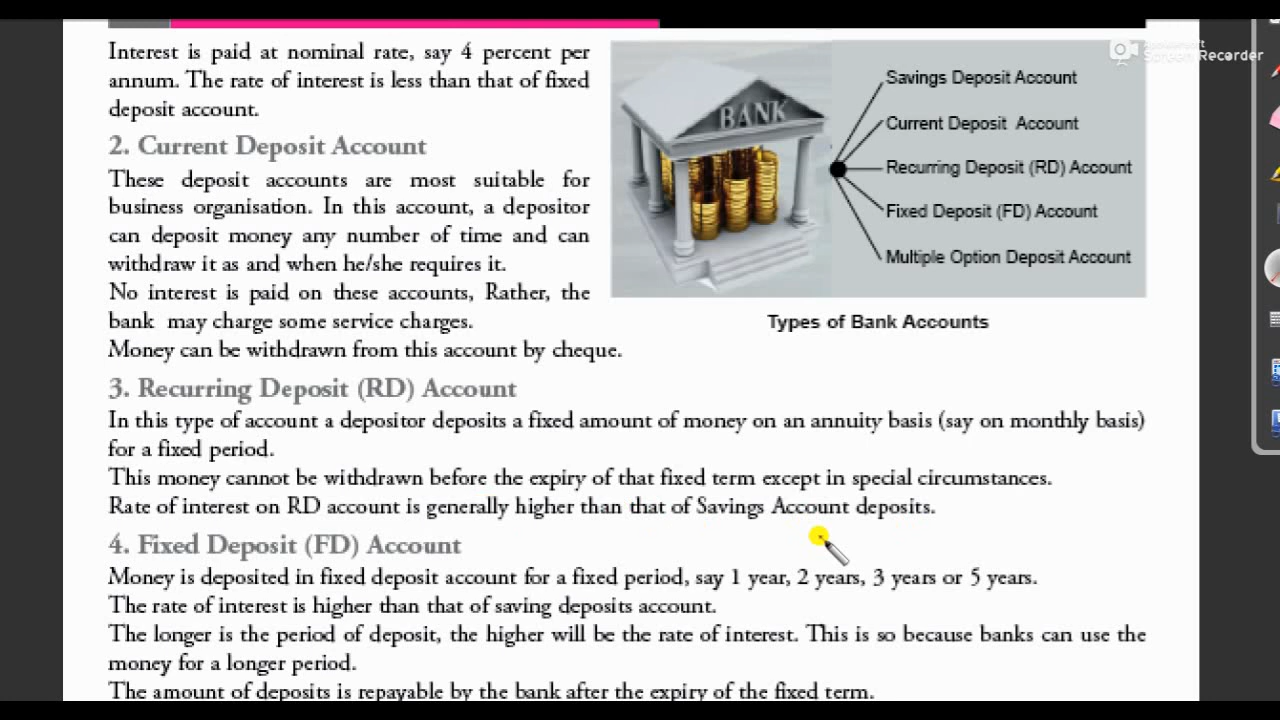 Interest is paid at nominal rate, say 4 percent per
annum. The rate of interest is less than that of fixed
deposit account.
2. Current Deposit Account
These deposit accounts are most suitable for
business organisation. In this account, a depositor
can deposit money any number of time and can
withdraw it as and when he/she requires it.
No interest is paid on these accounts, Rather, the
bank may charge some service charges.
Money can be withdrawn from this account by cheque.
BANK
Savings Deposit Account
Current Deposit Account
Recurring Deposit (RD) Account
Fixed Deposit (FD) Account
Multiple Option Deposit Account
Types of Bank Accounts
Screen Recorder
3. Recurring Deposit (RD) Account
In this type of account a depositor deposits a fixed amount of money on an annuity basis (say on monthly basis)
for a fixed period.
This money cannot be withdrawn before the expiry of that fixed term except in special circumstances.
Rate of interest on RD account is generally higher than that of Savings Account deposits.
4. Fixed Deposit (FD) Account
Money is deposited in fixed deposit account for a fixed period, say 1 year, 2 years, 3 years or 5 years.
The rate of interest is higher than that of saving deposits account.
The longer is the period of deposit, the higher will be the rate of interest. This is so because banks can use the
money for a longer period.
The amount of deposits is repayable by the bank after the expiry of the fixed term.